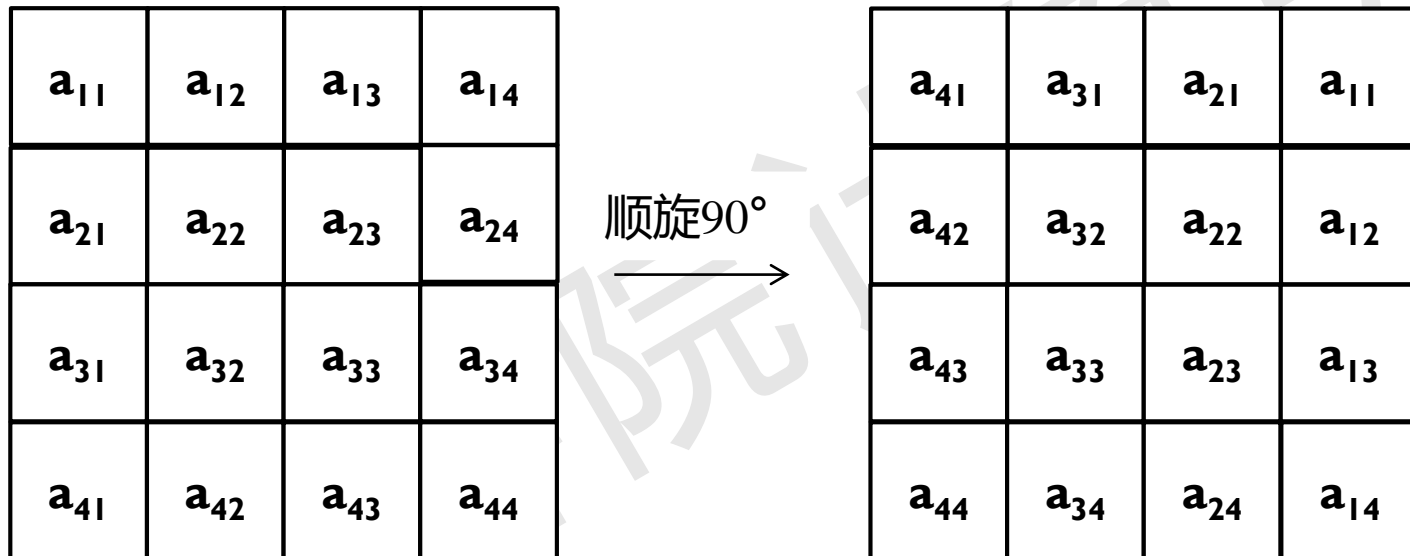 a₁₁ a₁₂ a₁₃ a₁₄
a₂₁ a₂₂ a₂₃ a₂₄
a₃₁ a₃₂ a₃₃ a₃₄
a₄₁ a₄₂ a₄₃ a₄₄
顺旋90°
a₄₁ a₃₁ a₂₁ a₁₁
a₄₂ a₃₂ a₂₂ a₁₂
a₄₃ a₃₃ a₂₃ a₁₃
a₄₄ a₃₄ a₂₄ a₁₄
院